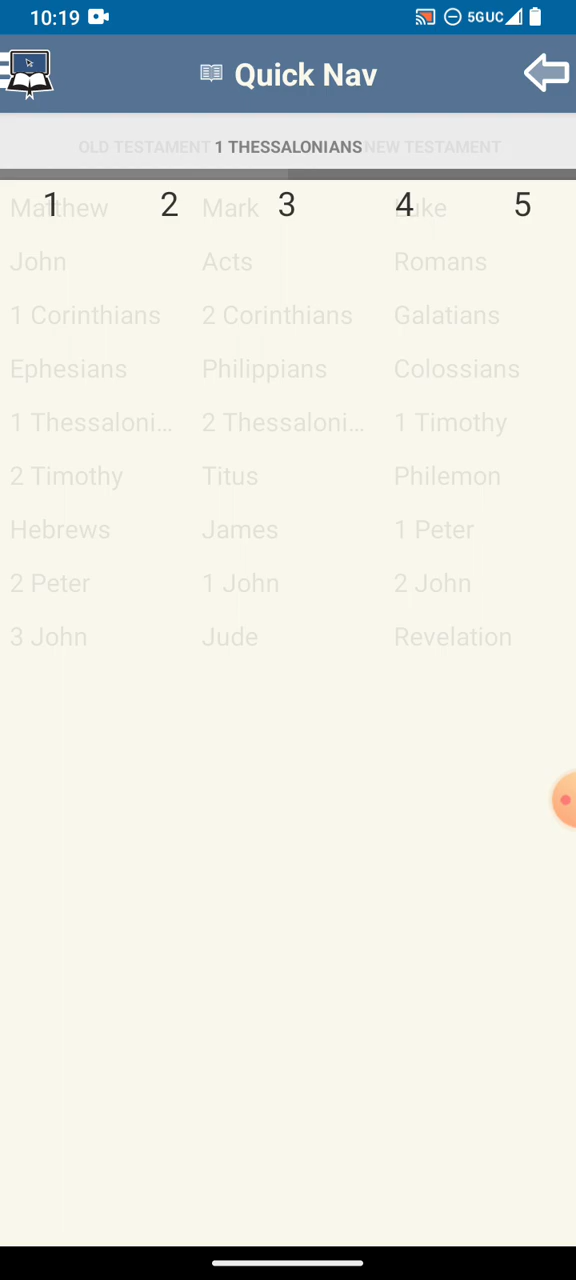 10:19 5GUC
Quick Nav
OLD TESTAMENT 1 THESSALONIANS NEW TESTAMENT
1 2 3 4 5
Matthew Mark Luke
John Acts Romans
1 Corinthians 2 Corinthians Galatians
Ephesians Philippians Colossians
1 Thessaloni... 2 Thessaloni... 1 Timothy
2 Timothy Titus Philemon
Hebrews James 1 Peter
2 Peter 1 John 2 John
3 John Jude Revelation